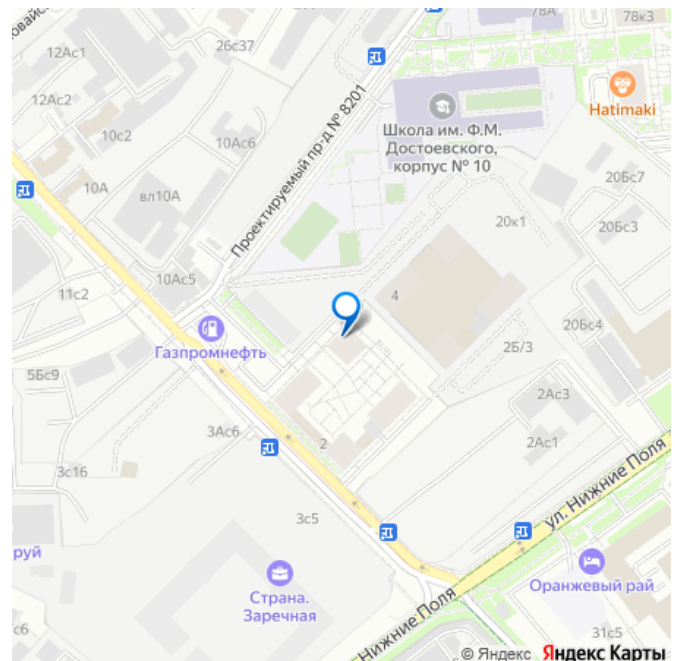 78А
78к3
26с37
12Ас1
Hatimaki
12Ас2
Проектируемый пр-д № 8201
Школа им. Ф.М.
Достоевского,
корпус № 10
10с2
10Ас6
20Бс7
10А
вл10А
20к1
20Бс3
10Ас5
11с2
4
20Бс4
Газпромнефть
2Б/3
5Бс9
2Ас3
3Ас6
2
2Ас1
3с16
ул. Нижние Поля
3с5
руй
Страна.
Заречная
Оранжевый рай
с6
Нижние Поля
31с5
© Яндекс Яндекс Карты